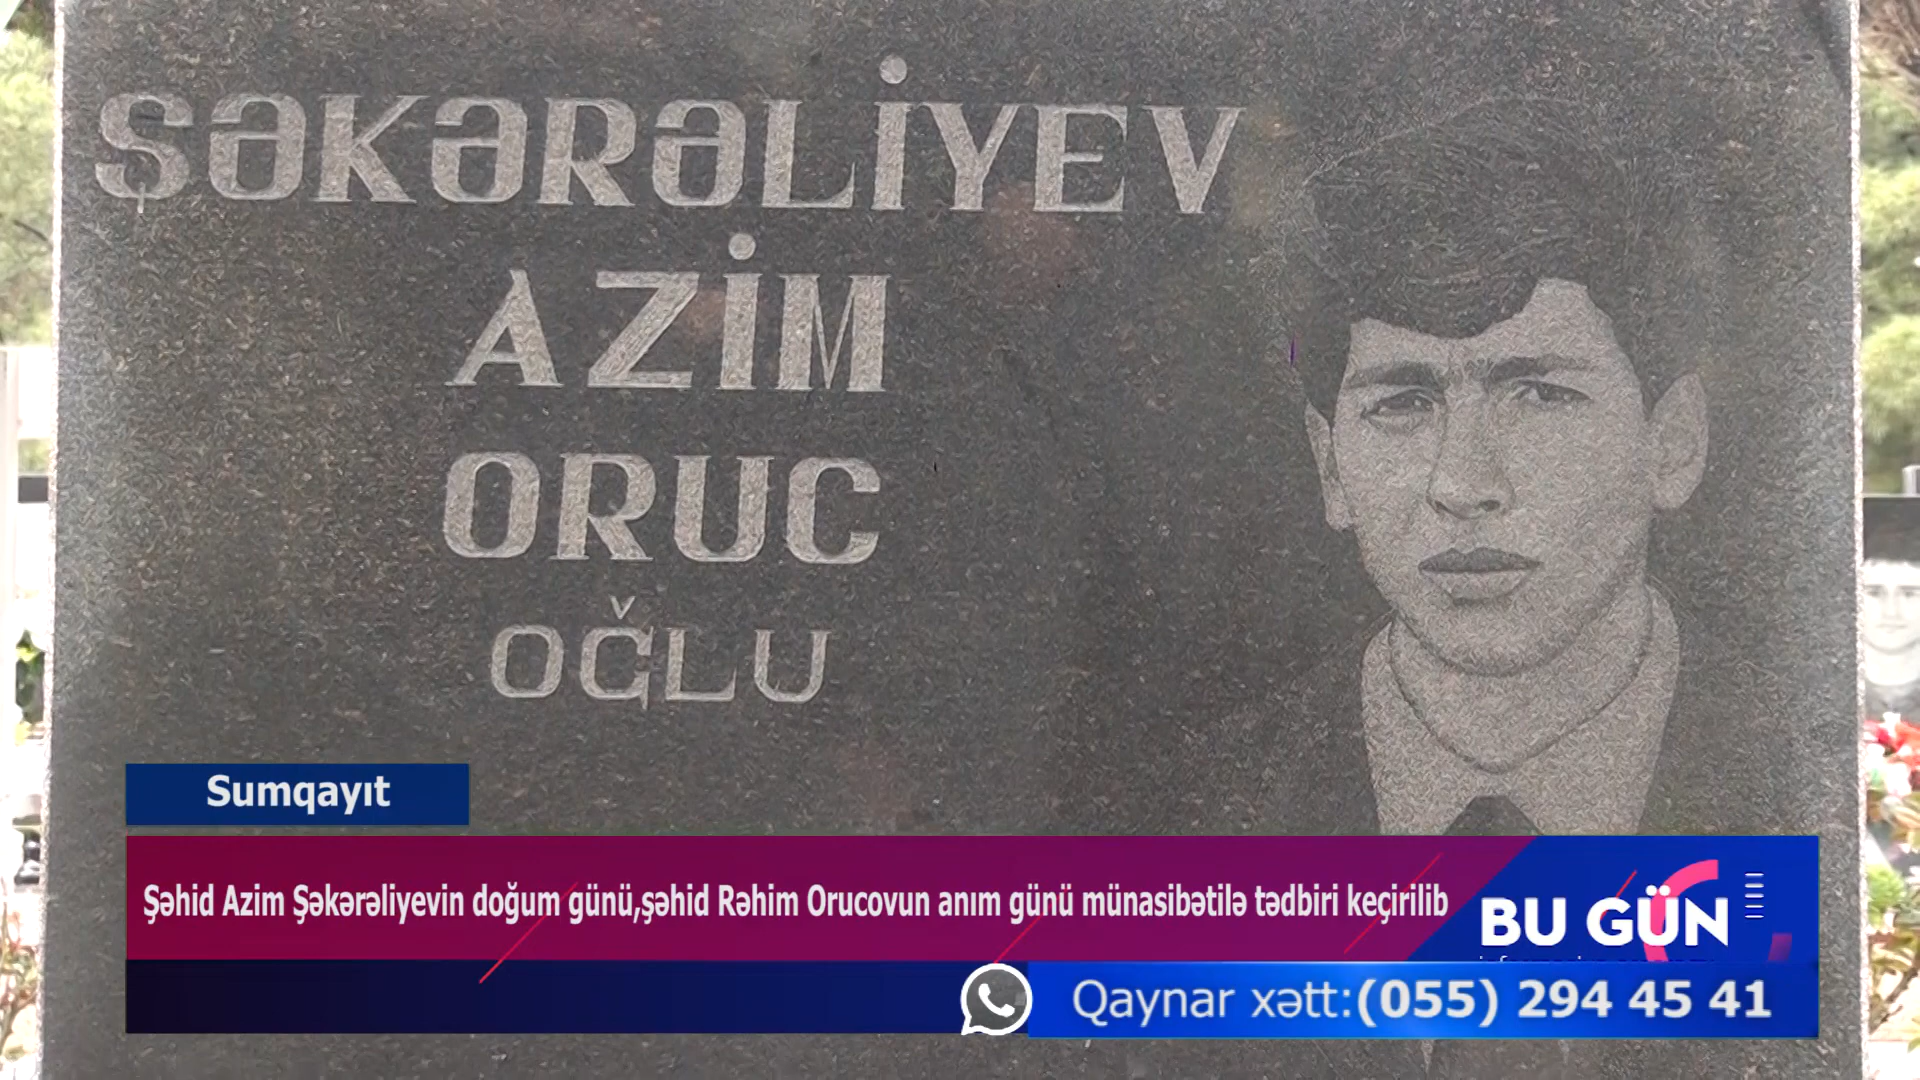 ŞƏKƏRƏLİYEV
AZİM
ORUC
OĞLU
Sumqayıt
Şəhid Azim Şəkərəliyevin doğum günü,şəhid Rəhim Orucovun anım günü münasibətilə tədbiri keçirilib
BU GÜN
Qaynar xətt:(055) 294 45 41